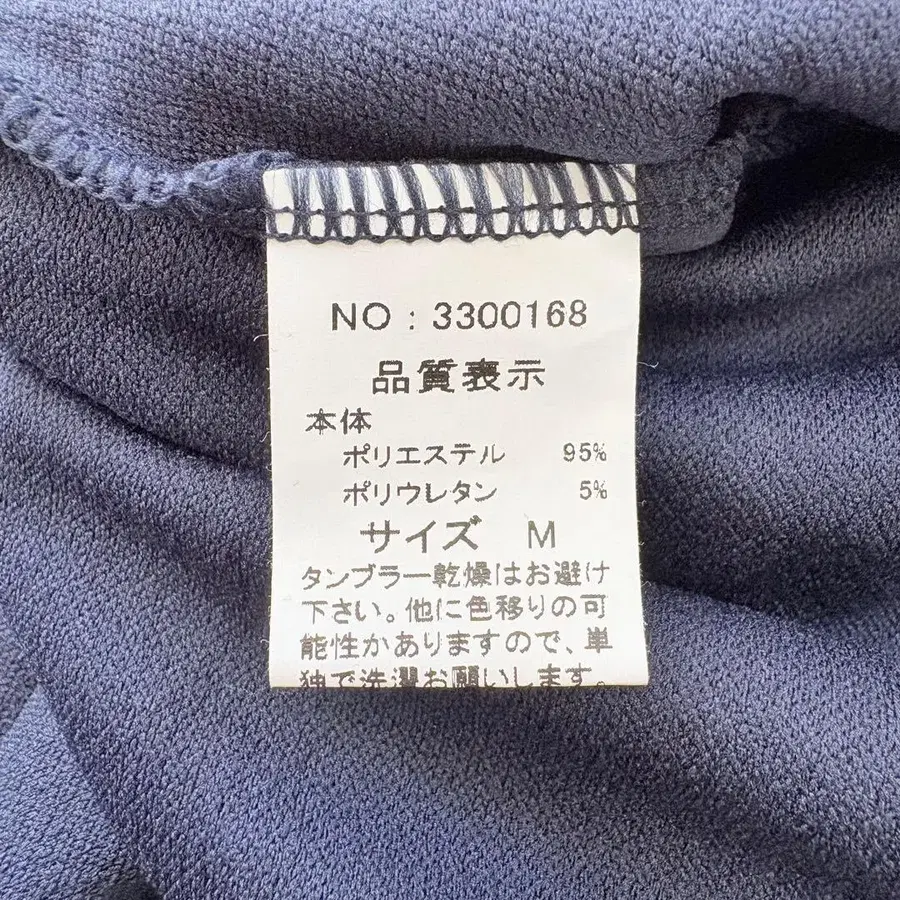 NO : 3300168
品質表示
本体
ポリエステル 95%
ポリウレタン 5%
サイズ M
タンブラー乾燥はお避け
下さい。他に色移りの可
能性かありますので、単
独で洗濯お願いします。